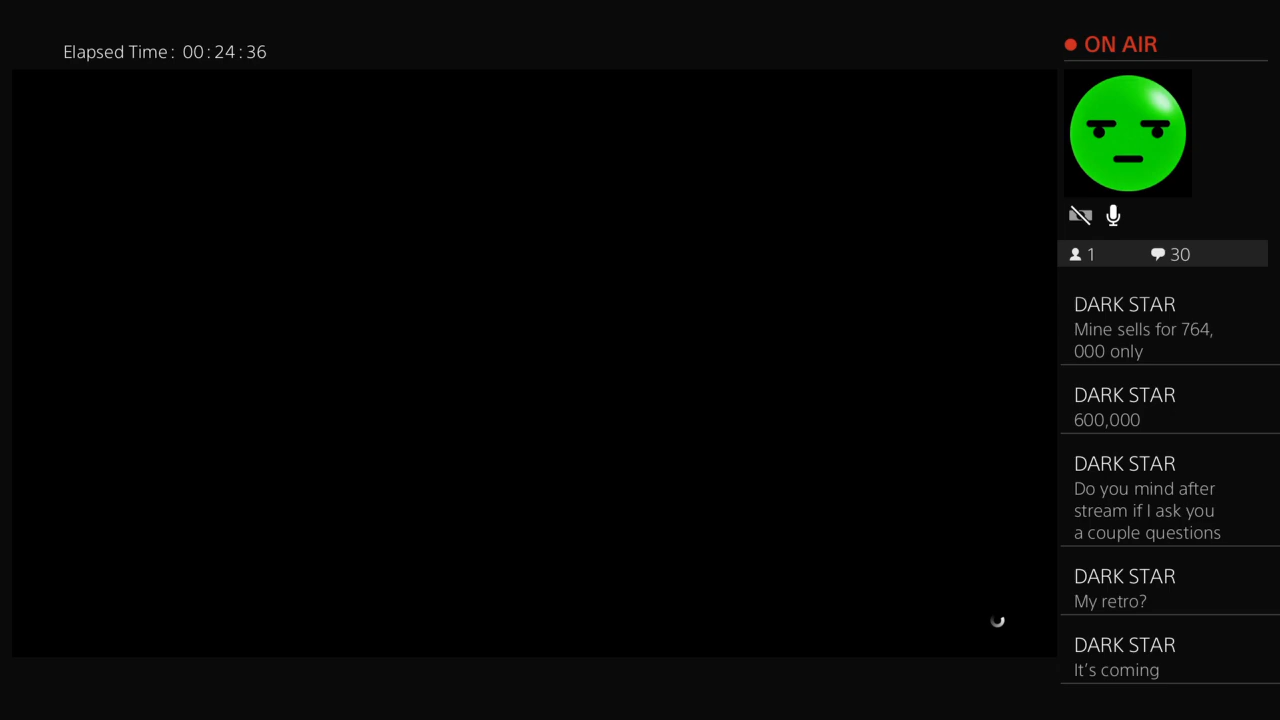 Elapsed Time: 00:24:36
ON AIR
1 30
DARK STAR
Mine sells for 764,
000 only
DARK STAR
600,000
DARK STAR
Do you mind after
stream if I ask you
a couple questions
DARK STAR
My retro?
DARK STAR
It's coming